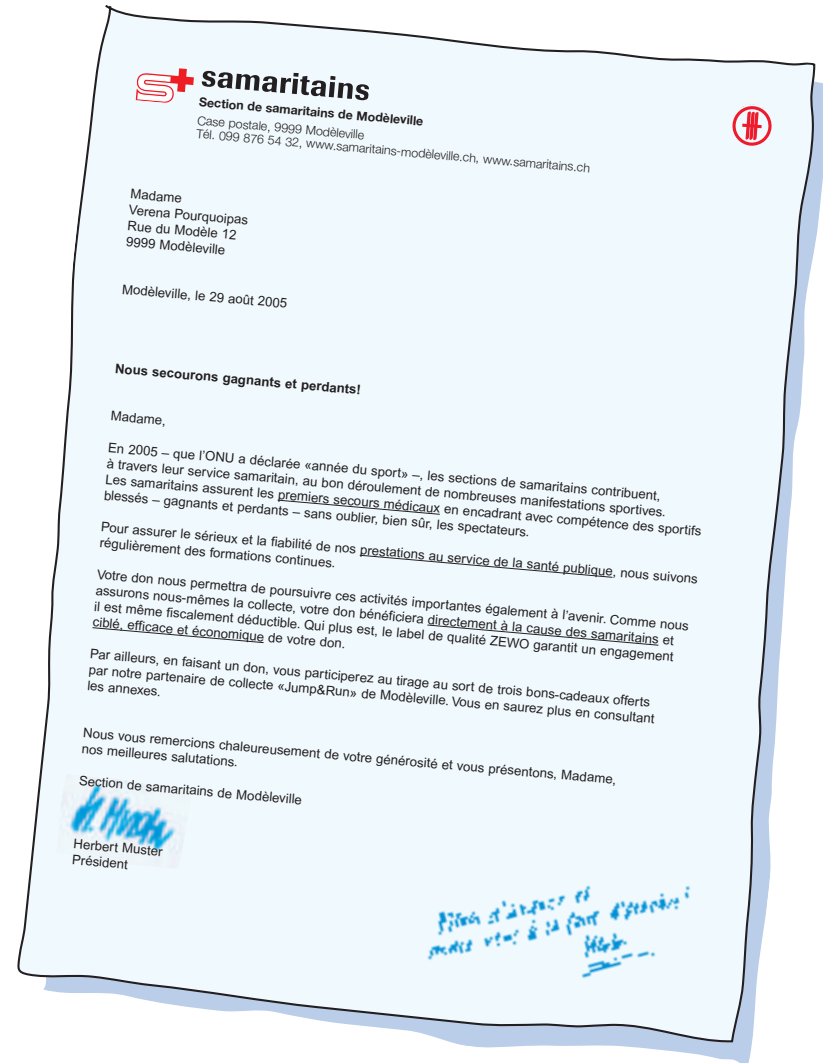 samaritains
Section de samaritains de Modèleville
Case postale, 9999 Modèleville
Tél. 099 876 54 32, www.samaritains-modèleville.ch, www.samaritains.ch
Madame
Verena Pourquoipas
Rue du Modèle 12
9999 Modèleville
Modèleville, le 29 août 2005
Nous secourons gagnants et perdants!
Madame,
En 2005 – que l’ONU a déclarée «année du sport» –, les sections de samaritains contribuent,
à travers leur service samaritain, au bon déroulement de nombreuses manifestations sportives.
Les samaritains assurent les premiers secours médicaux en encadrant avec compétence des sportifs
blessés – gagnants et perdants – sans oublier, bien sûr, les spectateurs.
Pour assurer le sérieux et la fiabilité de nos prestations au service de la santé publique, nous suivons
régulièrement des formations continues.
Votre don nous permettra de poursuivre ces activités importantes également à l’avenir. Comme nous
assurons nous-mêmes la collecte, votre don bénéficiera directement à la cause des samaritains et
il est même fiscalement déductible. Qui plus est, le label de qualité ZEWO garantit un engagement
ciblé, efficace et économique de votre don.
Par ailleurs, en faisant un don, vous participerez au tirage au sort de trois bons-cadeaux offerts
par notre partenaire de collecte «Jump&Run» de Modèleville. Vous en saurez plus en consultant
les annexes.
Nous vous remercions chaleureusement de votre générosité et vous présentons, Madame,
nos meilleures salutations.
Section de samaritains de Modèleville
Herbert Muster
Président